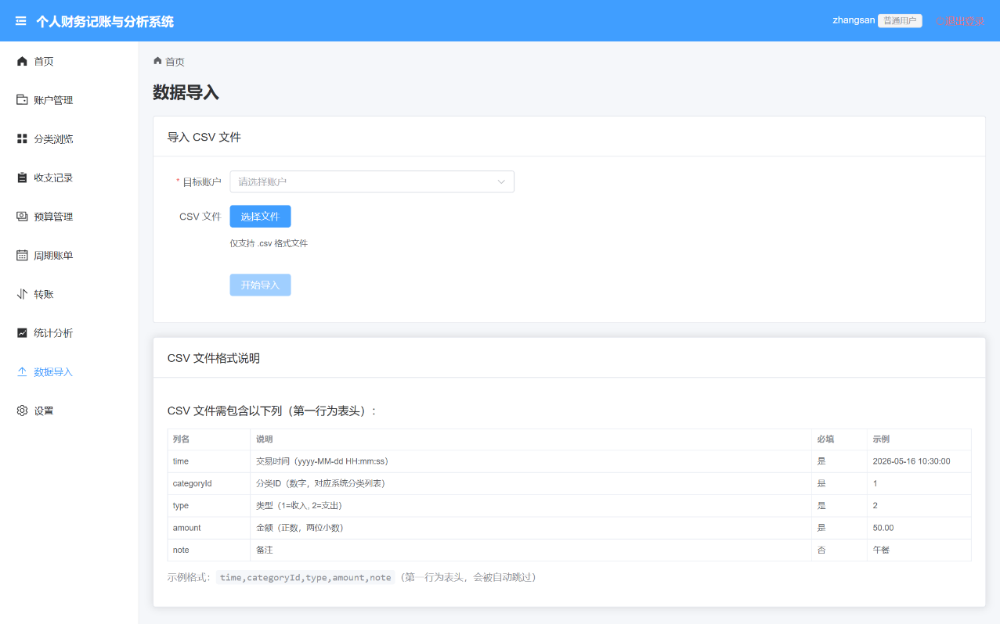 个人财务记账与分析系统
zhangsan 普通用户 退出登录
首页
账户管理
分类浏览
收支记录
预算管理
周期账单
转账
统计分析
数据导入
设置
首页
数据导入
导入 CSV 文件
* 目标账户 请选择账户
CSV 文件 选择文件
仅支持 .csv 格式文件
开始导入
CSV 文件格式说明
CSV 文件需包含以下列（第一行为表头）：
列名 说明 必填 示例
time 交易时间（yyyy-MM-dd HH:mm:ss） 是 2026-05-16 10:30:00
categoryId 分类ID（数字，对应系统分类列表） 是 1
type 类型（1=收入, 2=支出） 是 2
amount 金额（正数，两位小数） 是 50.00
note 备注 否 午餐
示例格式： time,categoryId,type,amount,note （第一行为表头，会被自动跳过）